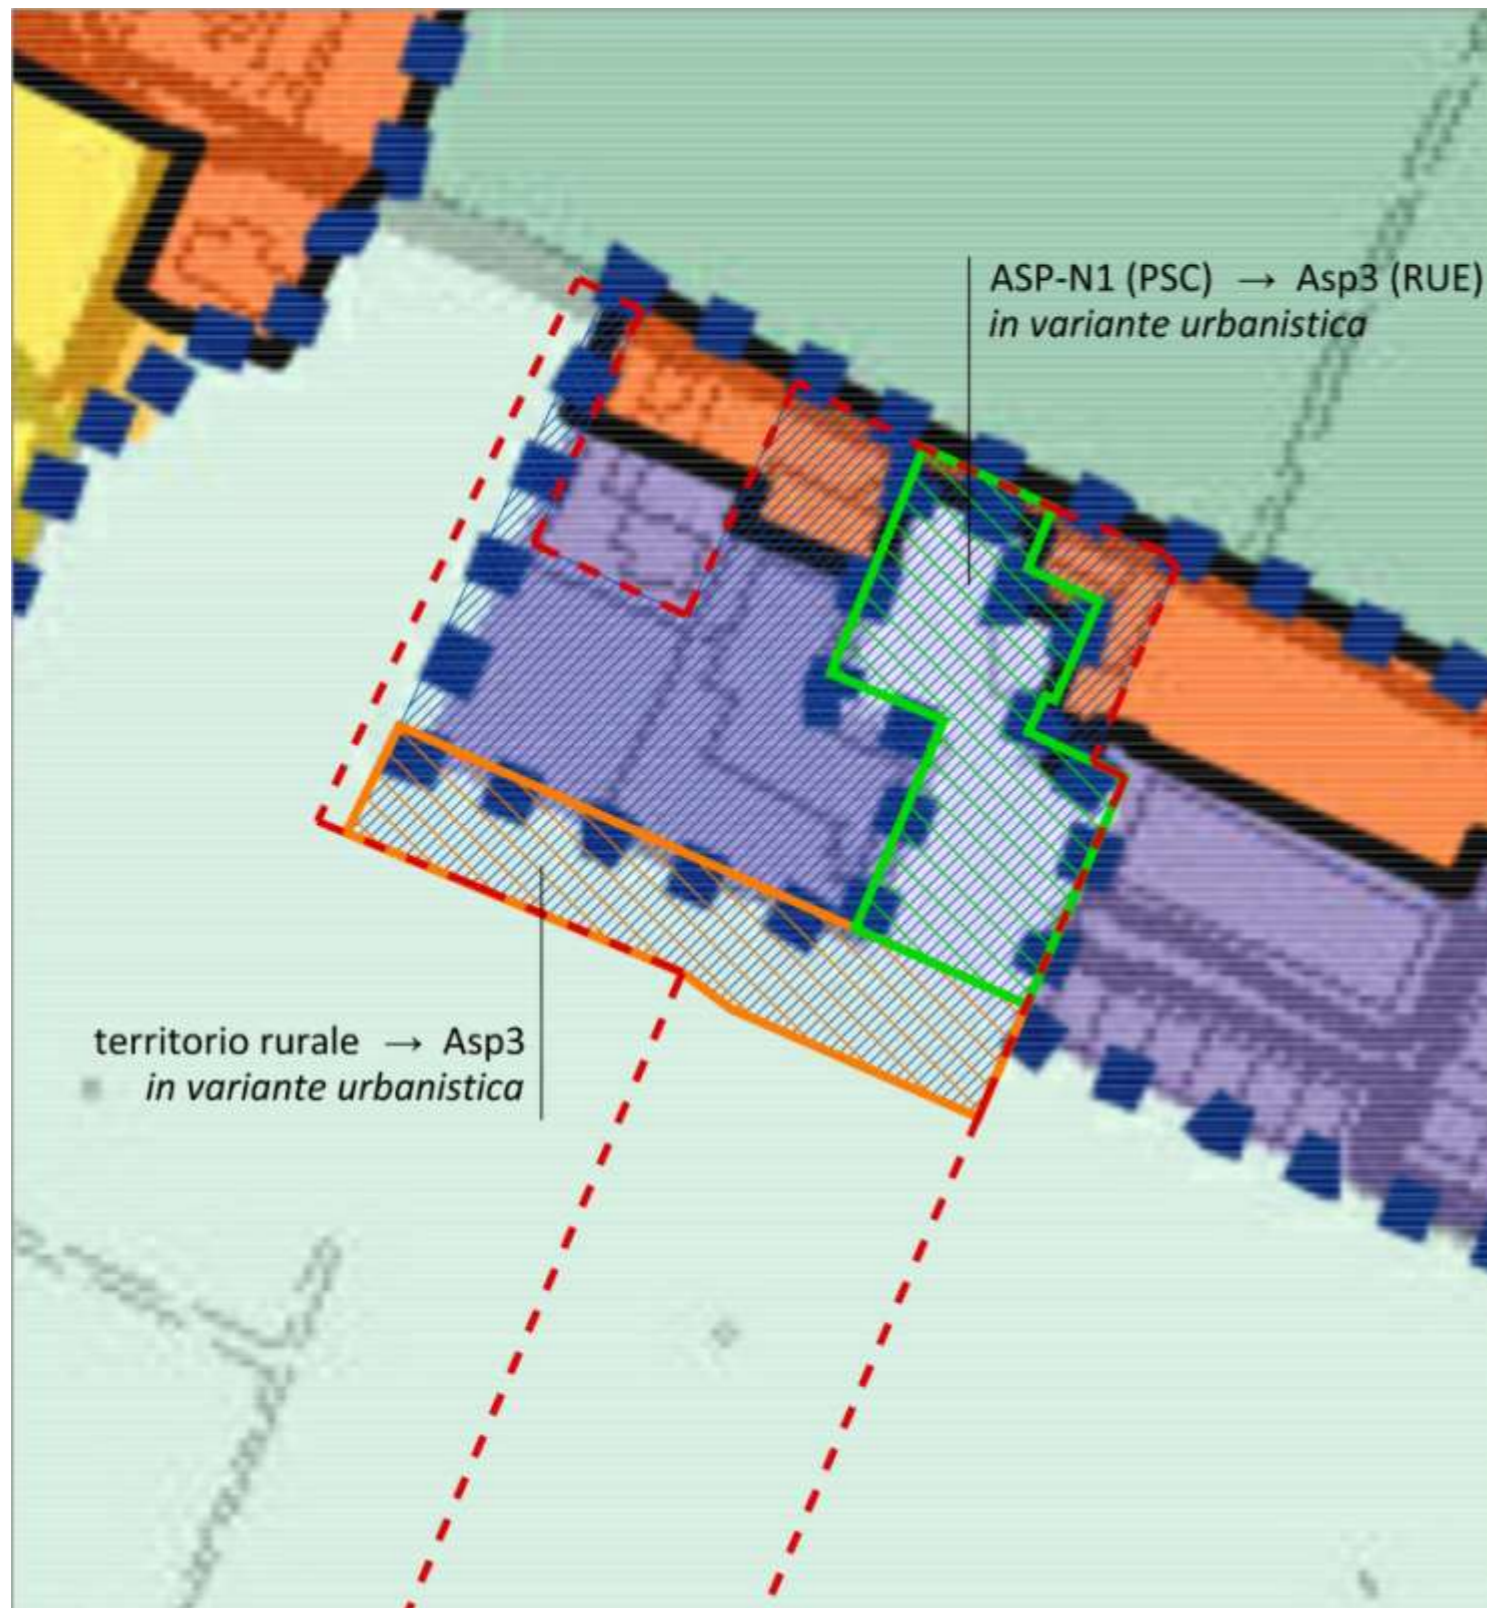 ASP-N1 (PSC) → Asp3 (RUE)
in variante urbanistica
territorio rurale → Asp3
in variante urbanistica